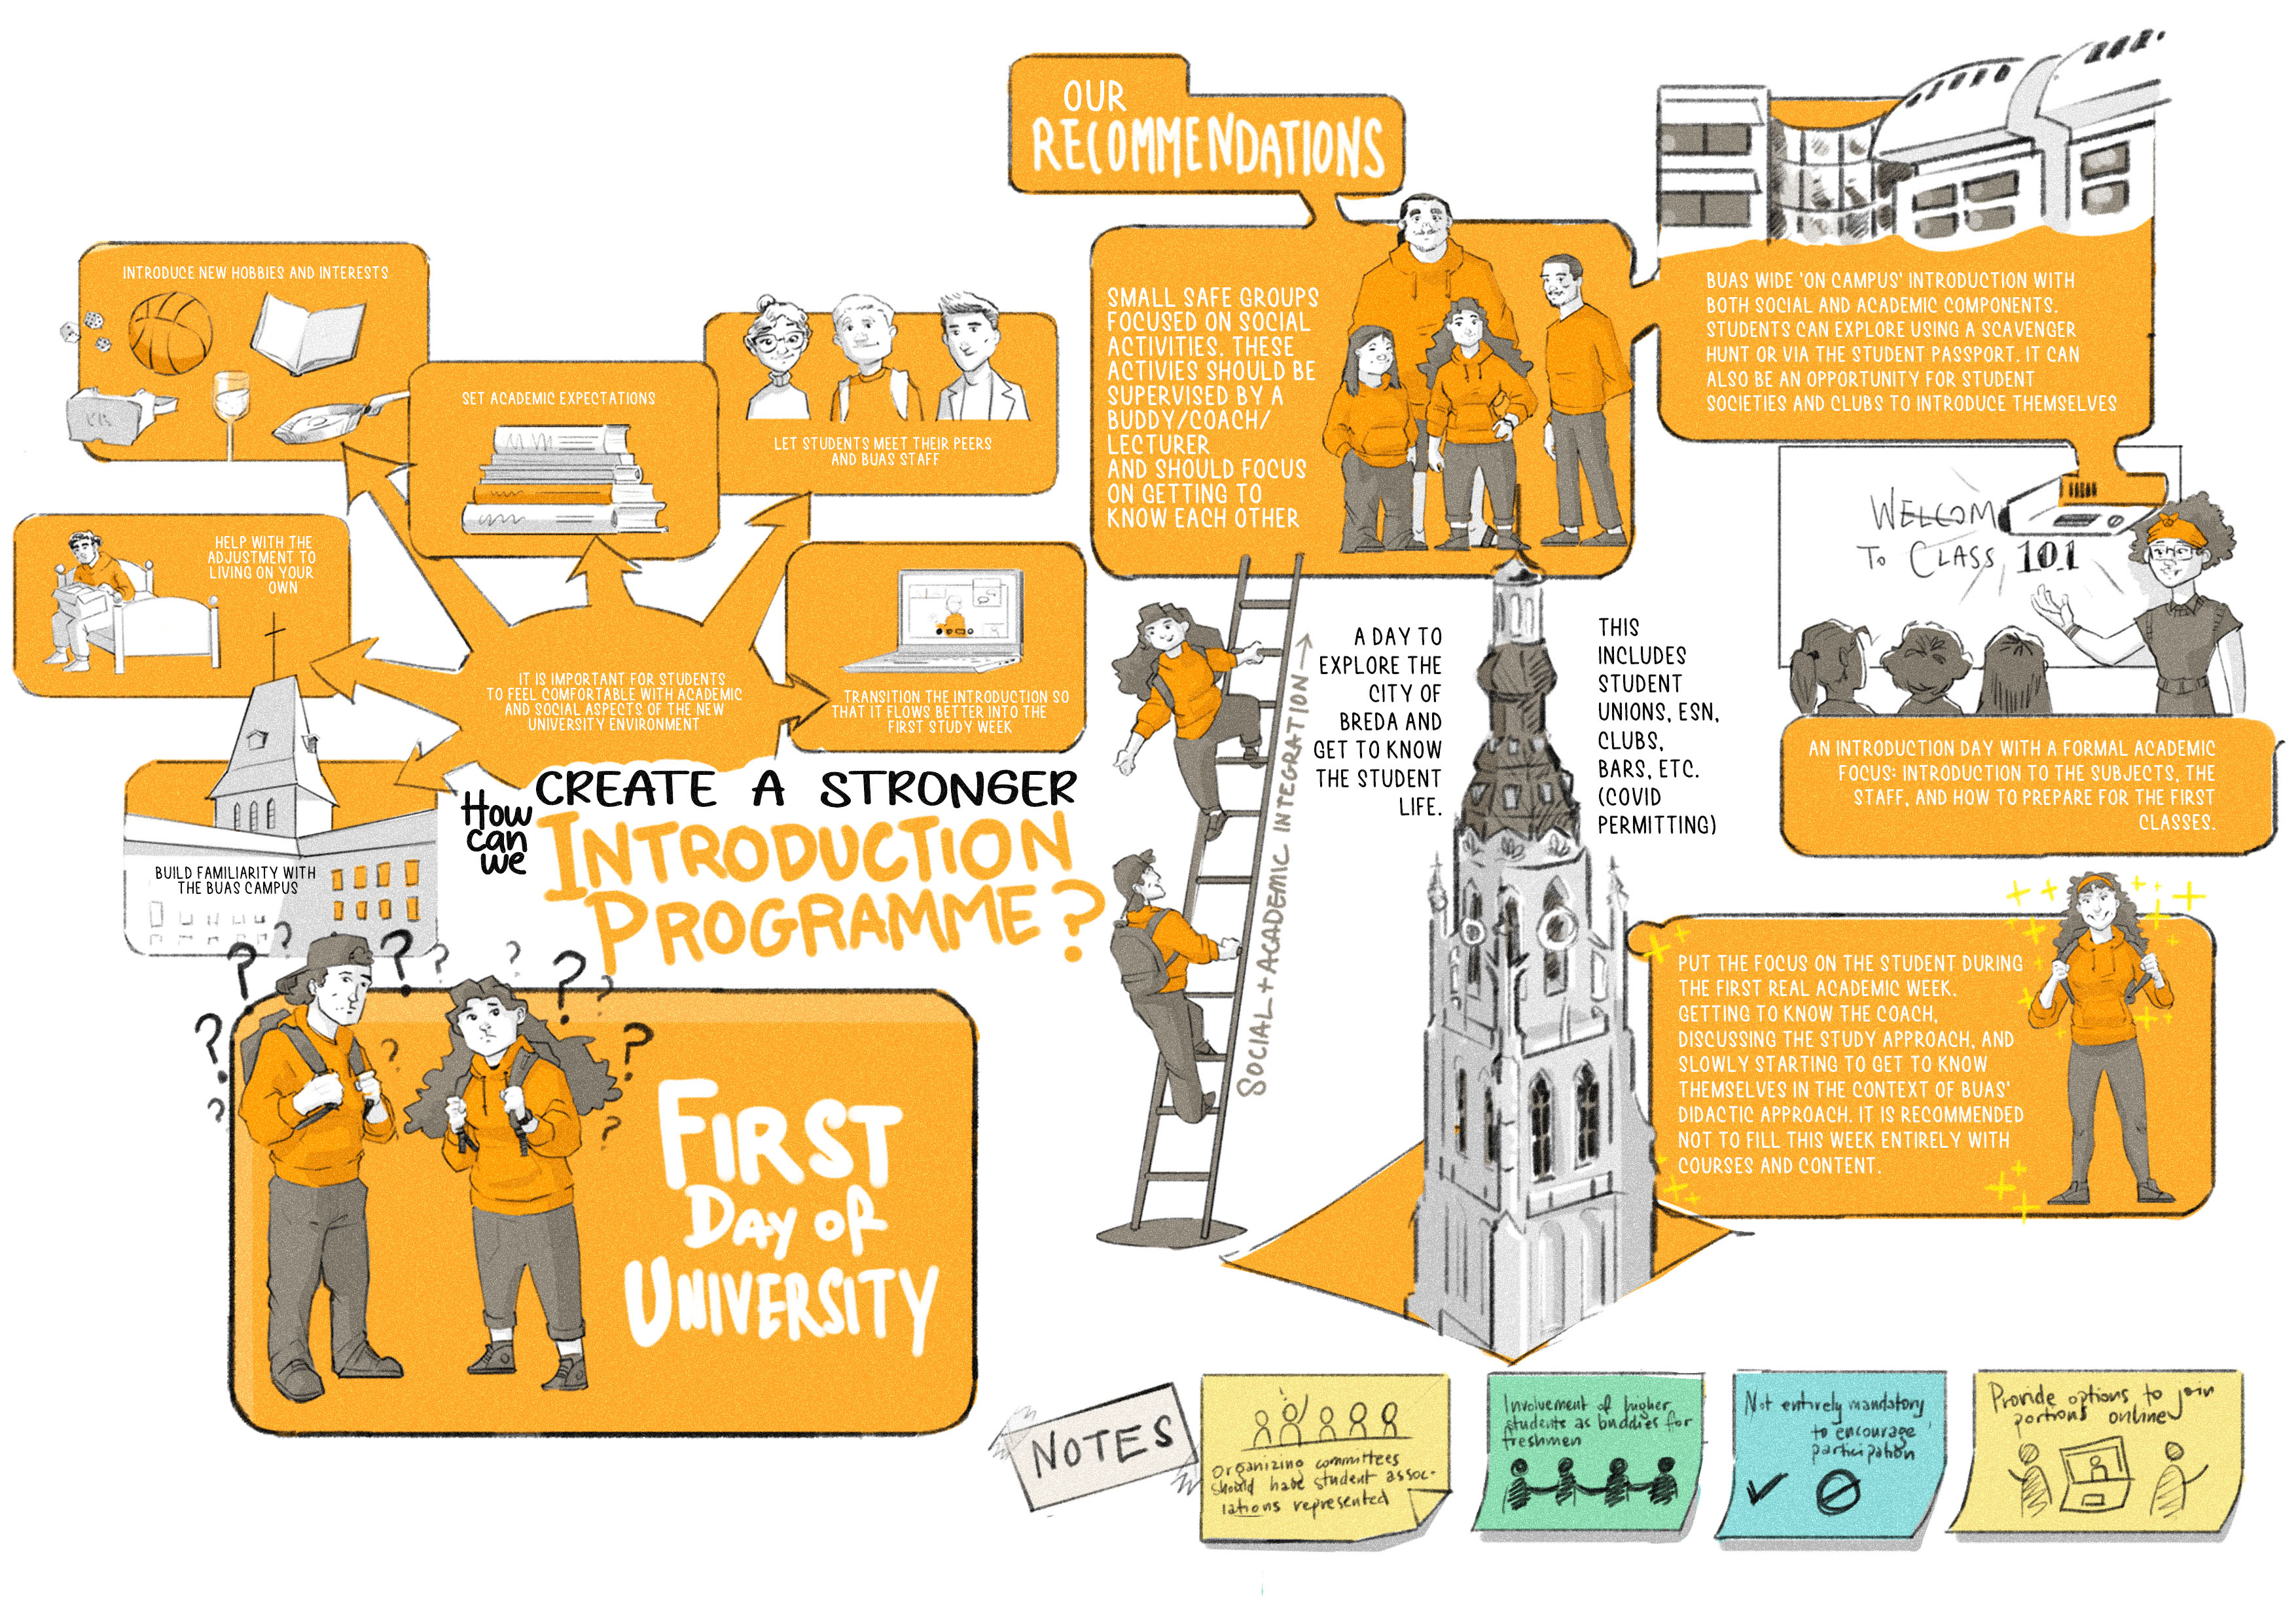 INTRODUCE NEW HOBBIES AND INTERESTS
SET ACADEMIC EXPECTATIONS
LET STUDENTS MEET THEIR PEERS
AND BUAS STAFF
HELP WITH THE
ADJUSTMENT TO
LIVING ON YOUR
OWN
IT IS IMPORTANT FOR STUDENTS
TO FEEL COMFORTABLE WITH ACADEMIC
AND SOCIAL ASPECTS OF THE NEW
UNIVERSITY ENVIRONMENT
TRANSITION THE INTRODUCTION SO
THAT IT FLOWS BETTER INTO THE
FIRST STUDY WEEK
BUILD FAMILIARITY WITH
THE BUAS CAMPUS
How
can
we
CREATE A STRONGER
INTRODUCTION
PROGRAMME?
FIRST
DAY OF
UNIVERSITY
OUR
RECOMMENDATIONS
SMALL SAFE GROUPS
FOCUSED ON SOCIAL
ACTIVITIES. THESE
ACTIVIES SHOULD BE
SUPERVISED BY A
BUDDY/COACH/
LECTURER
AND SHOULD FOCUS
ON GETTING TO
KNOW EACH OTHER
BUAS WIDE 'ON CAMPUS' INTRODUCTION WITH
BOTH SOCIAL AND ACADEMIC COMPONENTS.
STUDENTS CAN EXPLORE USING A SCAVENGER
HUNT OR VIA THE STUDENT PASSPORT. IT CAN
ALSO BE AN OPPORTUNITY FOR STUDENT
SOCIETIES AND CLUBS TO INTRODUCE THEMSELVES
WELCOM
TO CLASS 101
AN INTRODUCTION DAY WITH A FORMAL ACADEMIC
FOCUS: INTRODUCTION TO THE SUBJECTS, THE
STAFF, AND HOW TO PREPARE FOR THE FIRST
CLASSES.
SOCIAL + ACADEMIC INTEGRATION
A DAY TO
EXPLORE THE
CITY OF
BREDA AND
GET TO KNOW
THE STUDENT
LIFE.
THIS
INCLUDES
STUDENT
UNIONS, ESN,
CLUBS,
BARS, ETC.
(COVID
PERMITTING)
PUT THE FOCUS ON THE STUDENT DURING
THE FIRST REAL ACADEMIC WEEK.
GETTING TO KNOW THE COACH,
DISCUSSING THE STUDY APPROACH, AND
SLOWLY STARTING TO GET TO KNOW
THEMSELVES IN THE CONTEXT OF BUAS'
DIDACTIC APPROACH. IT IS RECOMMENDED
NOT TO FILL THIS WEEK ENTIRELY WITH
COURSES AND CONTENT.
NOTES
Organizing committees
should have student assoc-
iations represented
Involvement of higher
students as buddies for
freshmen
Not entirely mandatory
to encourage
participation
Provide options to join
portions online